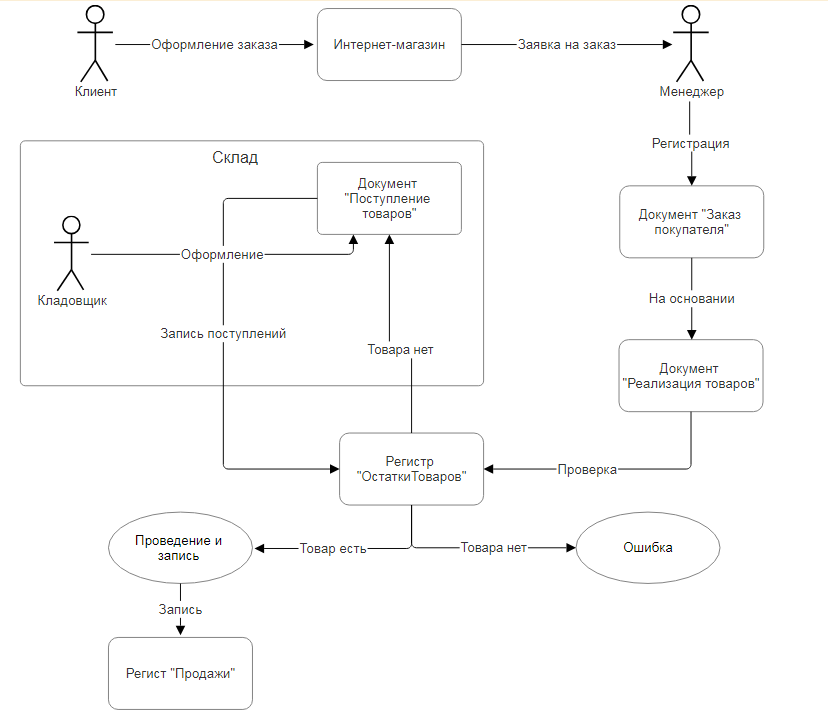 Оформление заказа
Интернет-магазин
Заявка на заказ
Клиент
Менеджер
Регистрация
Склад
Документ
"Поступление
товаров"
Документ "Заказ
покупателя"
Оформление
Кладовщик
На основании
Запись поступлений
Товара нет
Документ
"Реализация товаров"
Регистр
"ОстаткиТоваров"
Проверка
Проведение и
запись
Товар есть
Товара нет
Ошибка
Запись
Регист "Продажи"